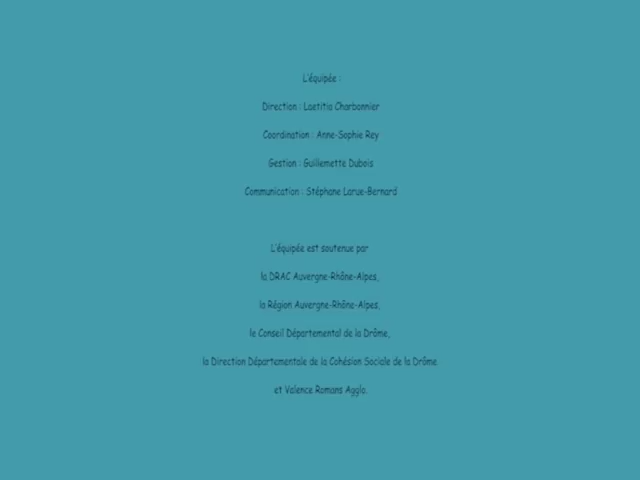 L'équipée :
Direction : Laetitia Charbonnier
Coordination : Anne-Sophie Rey
Gestion : Guillemette Dubois
Communication : Stéphane Larue-Bernard
L'équipée est soutenue par
la DRAC Auvergne-Rhône-Alpes,
la Région Auvergne-Rhône-Alpes,
le Conseil Départemental de la Drôme,
la Direction Départementale de la Cohésion Sociale de la Drôme
et Valence Romans Agglo.